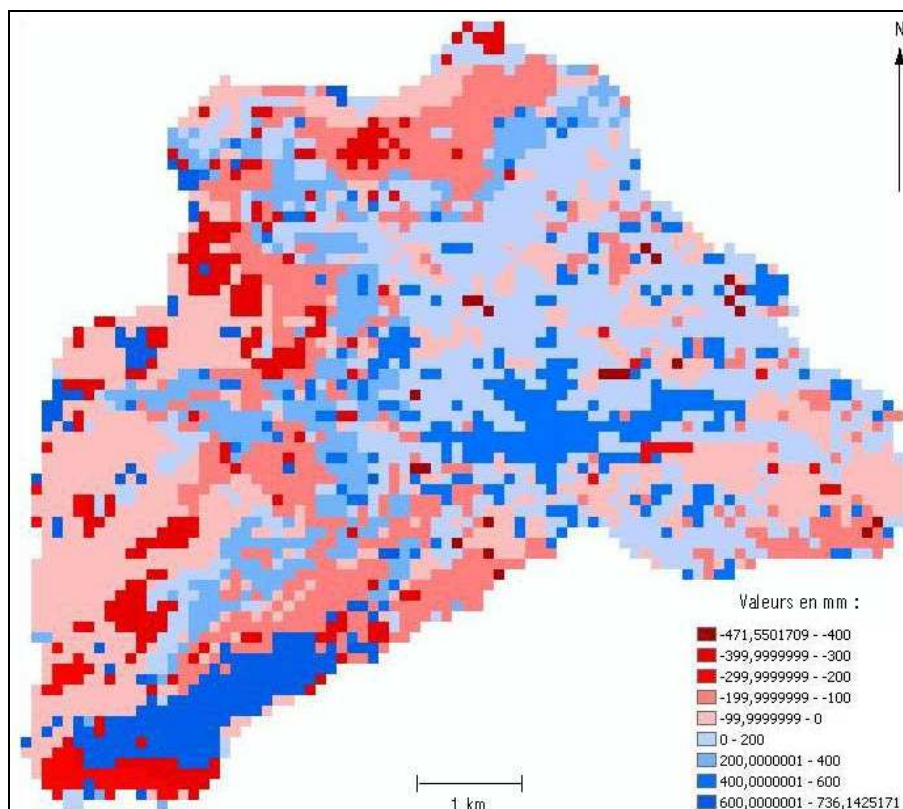 N
Valeurs en mm :
-471,5501709 - -400
-399,9999999 - -300
-299,9999999 - -200
-199,9999999 - -100
-99,9999999 - 0
0 - 200
200,0000001 - 400
400,0000001 - 600
600,0000001 - 736,1425171
1 km